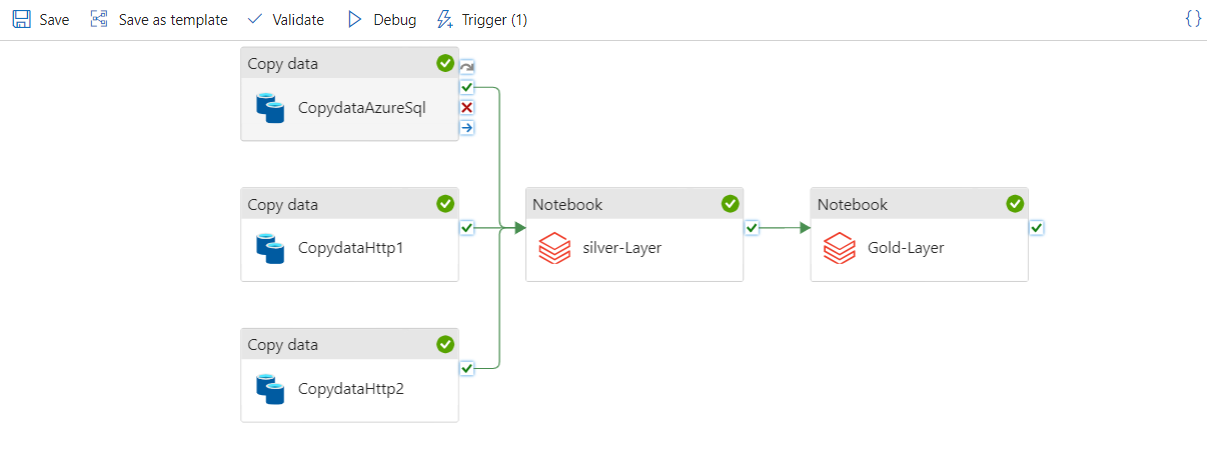 Save Save as template Validate Debug Trigger (1) {}
Copy data
CopydataAzureSql
Copy data
CopydataHttp1
Notebook
silver-Layer
Notebook
Gold-Layer
Copy data
CopydataHttp2